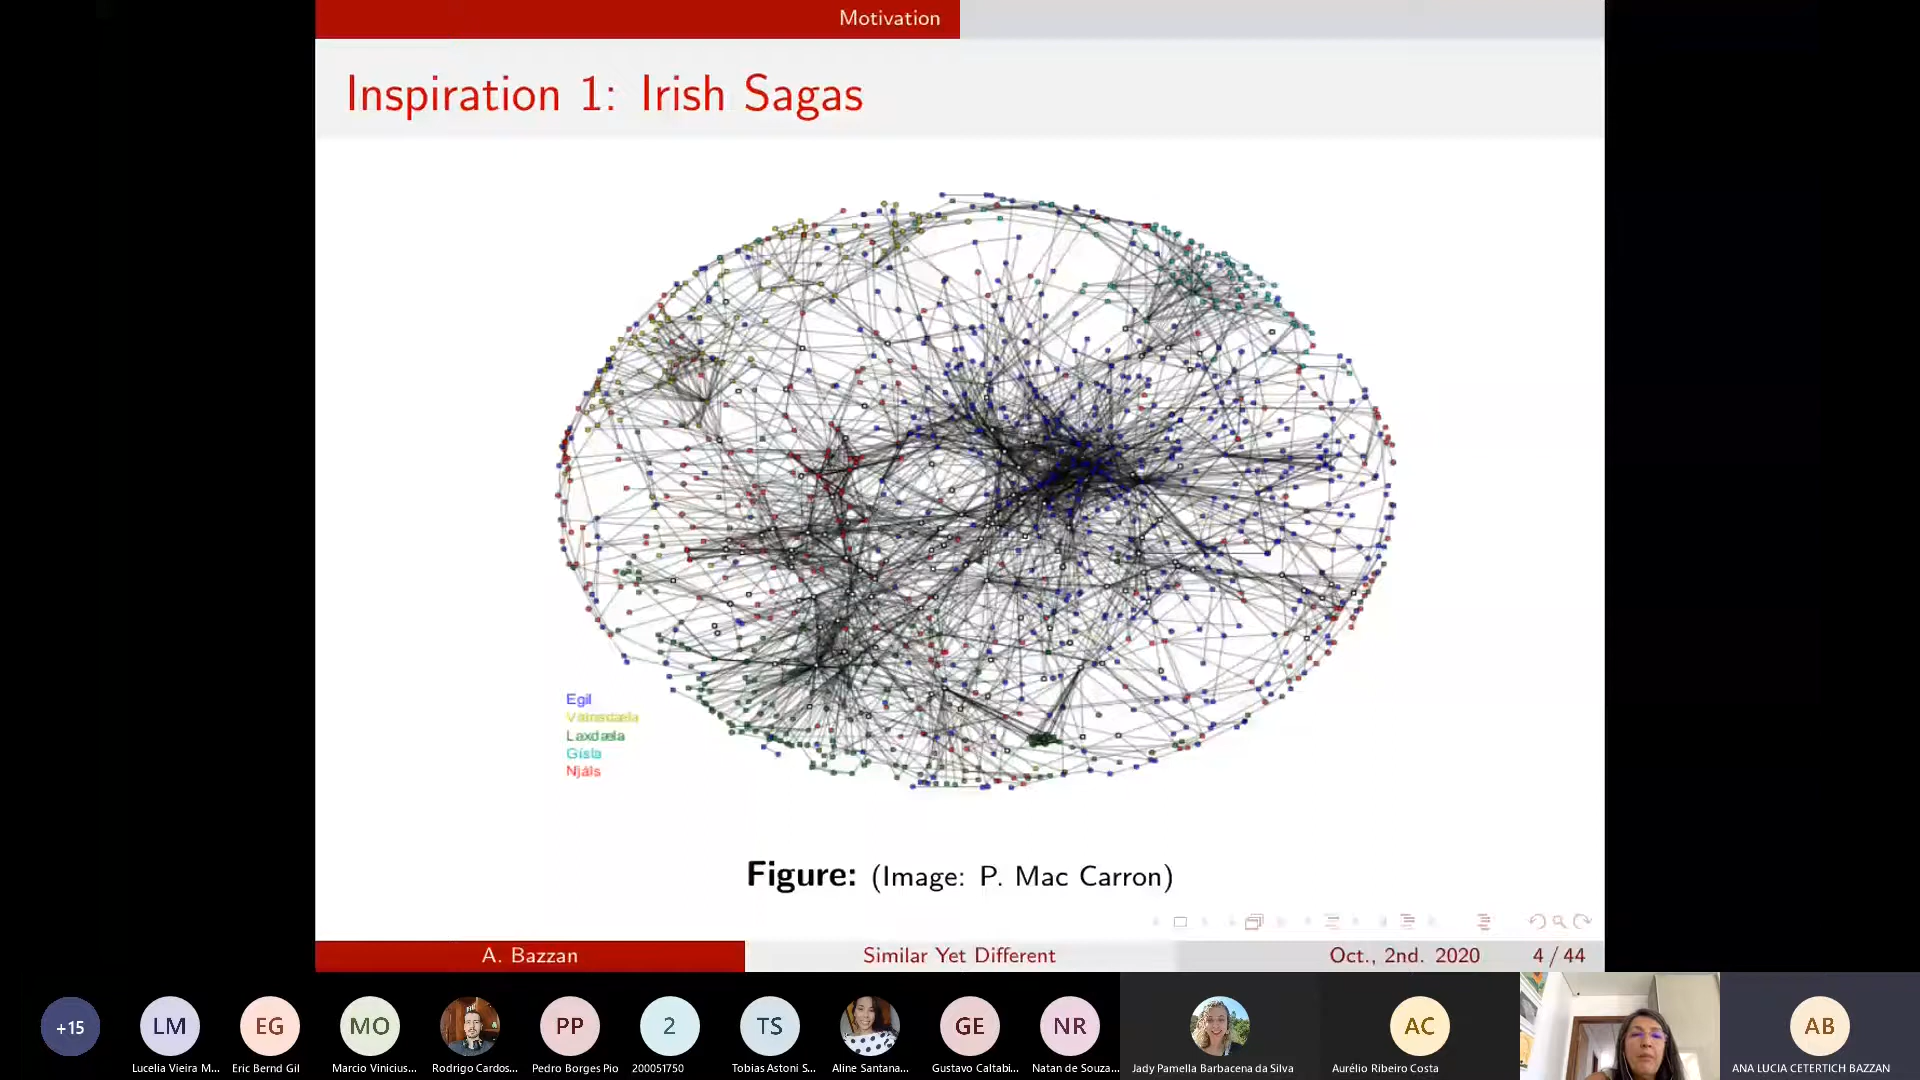 Motivation
Inspiration 1: Irish Sagas
Egil
Vatnsdaela
Laxdaela
Gísla
Njáls
Figure: (Image: P. Mac Carron)
A. Bazzan
Similar Yet Different
Oct., 2nd. 2020
4 / 44
+15
LM
EG
MO
PP
2
TS
GE
NR
AC
AB
Lucelia Vieira M...
Eric Bernd Gil
Marcio Vinicius...
Rodrigo Cardos...
Pedro Borges Pio
200051750
Tobias Astoni S...
Aline Santana...
Gustavo Caltabi...
Natan de Souza...
Jady Pamella Barbacena da Silva
Aurélio Ribeiro Costa
ANA LUCIA CETERTICH BAZZAN